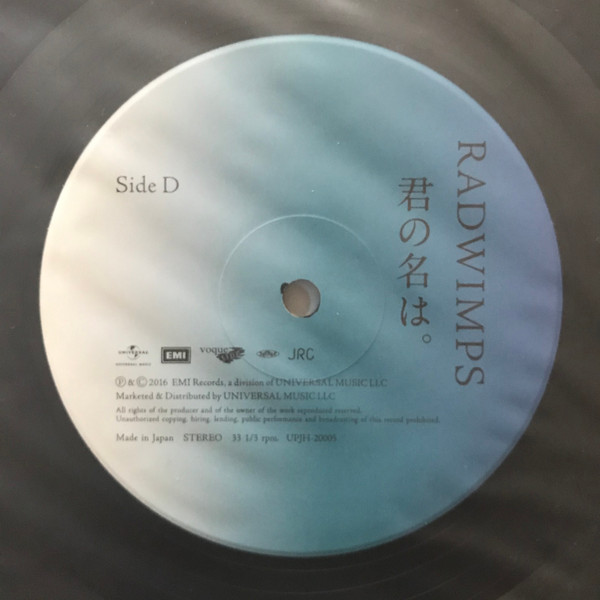 RADWIMPS
君の名は。
Side D
UNIVERSAL
EMI
voque
JRC
Ⓟ & Ⓒ 2016 EMI Records, a division of UNIVERSAL MUSIC LLC
Marketed & Distributed by UNIVERSAL MUSIC LLC
All rights of the producer and of the owner of the work reproduced reserved.
Unauthorized copying, hiring, lending, public performance and broadcasting of this record prohibited.
Made in Japan STEREO 33 1/3 rpm. UPJH-20005